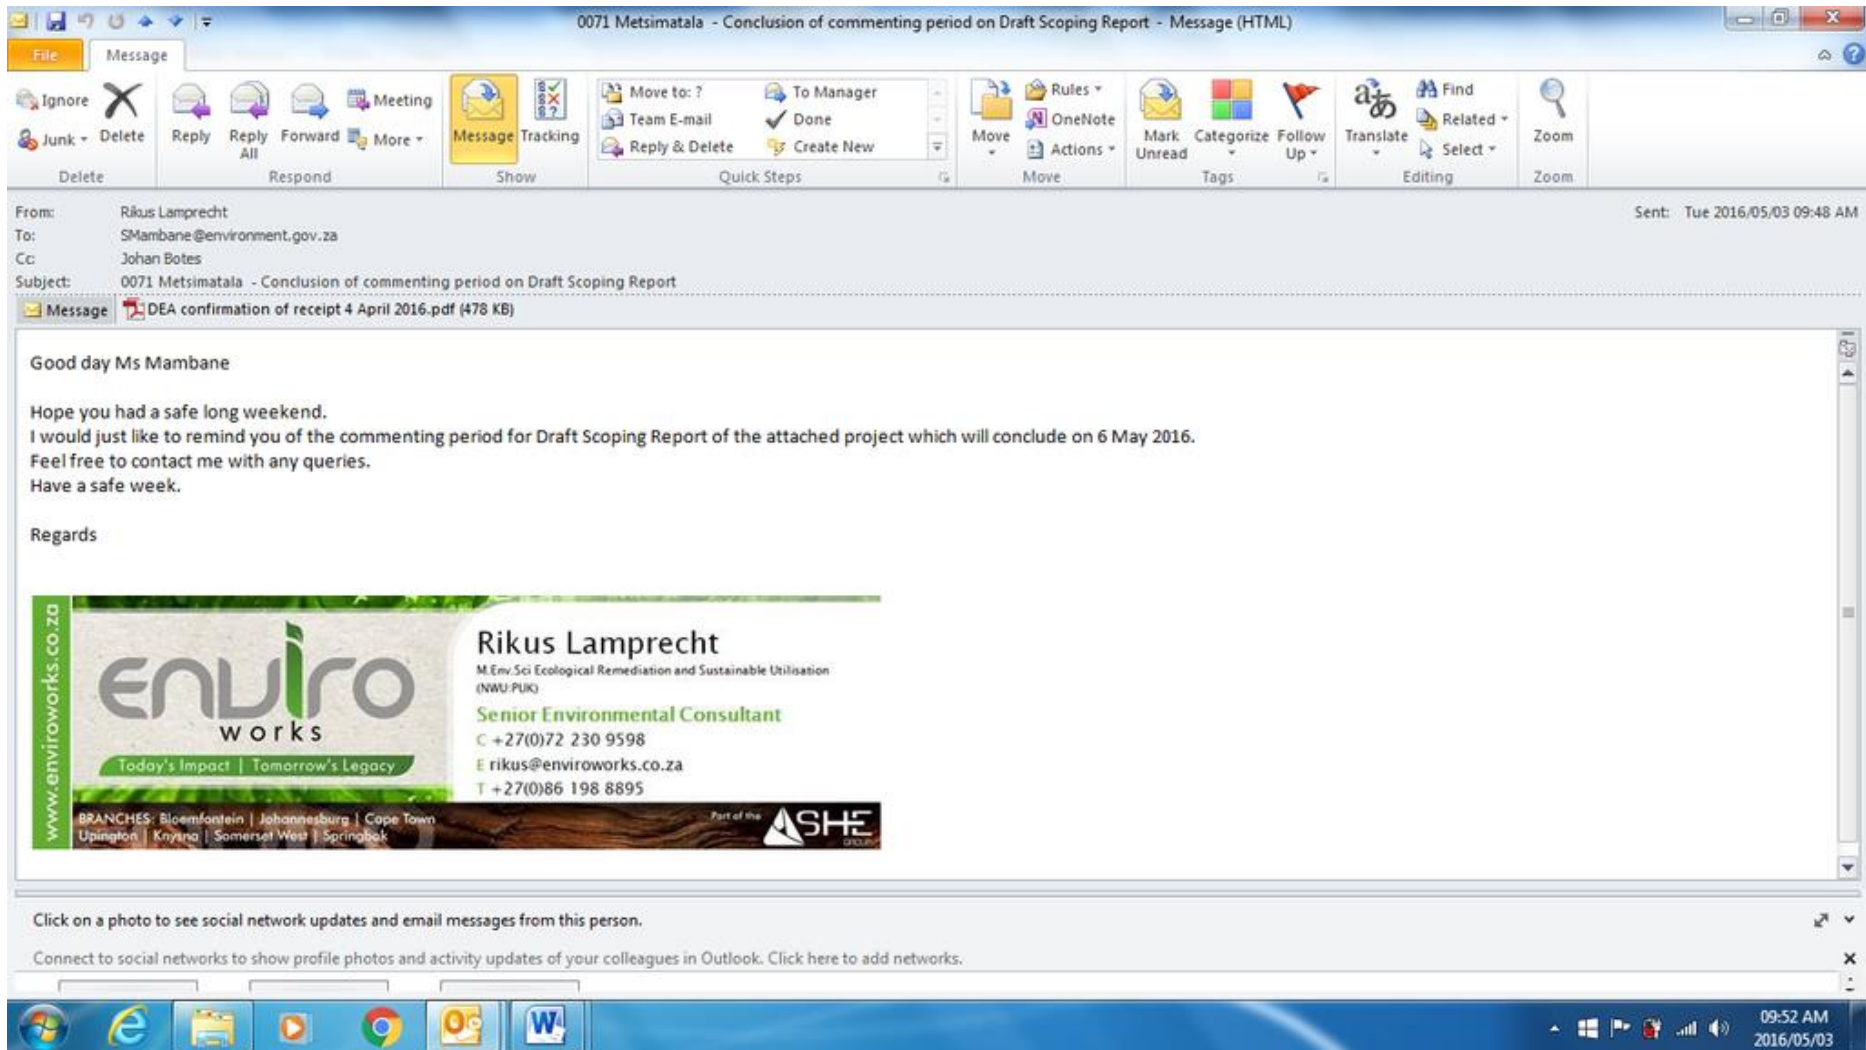 0071 Metsimatala - Conclusion of commenting period on Draft Scoping Report - Message (HTML)
File Message
Ignore
Junk
Delete
Delete
Reply
Reply All
Forward
Meeting
More
Respond
Message
Tracking
Show
Move to: ?
Team E-mail
Reply & Delete
To Manager
Done
Create New
Quick Steps
Move
Rules
OneNote
Actions
Move
Mark Unread
Categorize
Follow Up
Tags
Translate
Find
Related
Select
Editing
Zoom
Zoom
From: Rikus Lamprecht
Sent: Tue 2016/05/03 09:48 AM
To: SMambane@environment.gov.za
Cc: Johan Botes
Subject: 0071 Metsimatala - Conclusion of commenting period on Draft Scoping Report
Message DEA confirmation of receipt 4 April 2016.pdf (478 KB)
Good day Ms Mambane
Hope you had a safe long weekend.
I would just like to remind you of the commenting period for Draft Scoping Report of the attached project which will conclude on 6 May 2016.
Feel free to contact me with any queries.
Have a safe week.
Regards
www.enviroworks.co.za
enviro
works
Today's Impact | Tomorrow's Legacy
Rikus Lamprecht
M.Env.Sci Ecological Remediation and Sustainable Utilisation
(NWU:PUK)
Senior Environmental Consultant
C +27(0)72 230 9598
E rikus@enviroworks.co.za
T +27(0)86 198 8895
BRANCHES: Bloemfontein | Johannesburg | Cape Town
Upington | Knysna | Somerset West | Springbok
Part of the ASHE GROUP
Click on a photo to see social network updates and email messages from this person.
Connect to social networks to show profile photos and activity updates of your colleagues in Outlook. Click here to add networks.
09:52 AM
2016/05/03